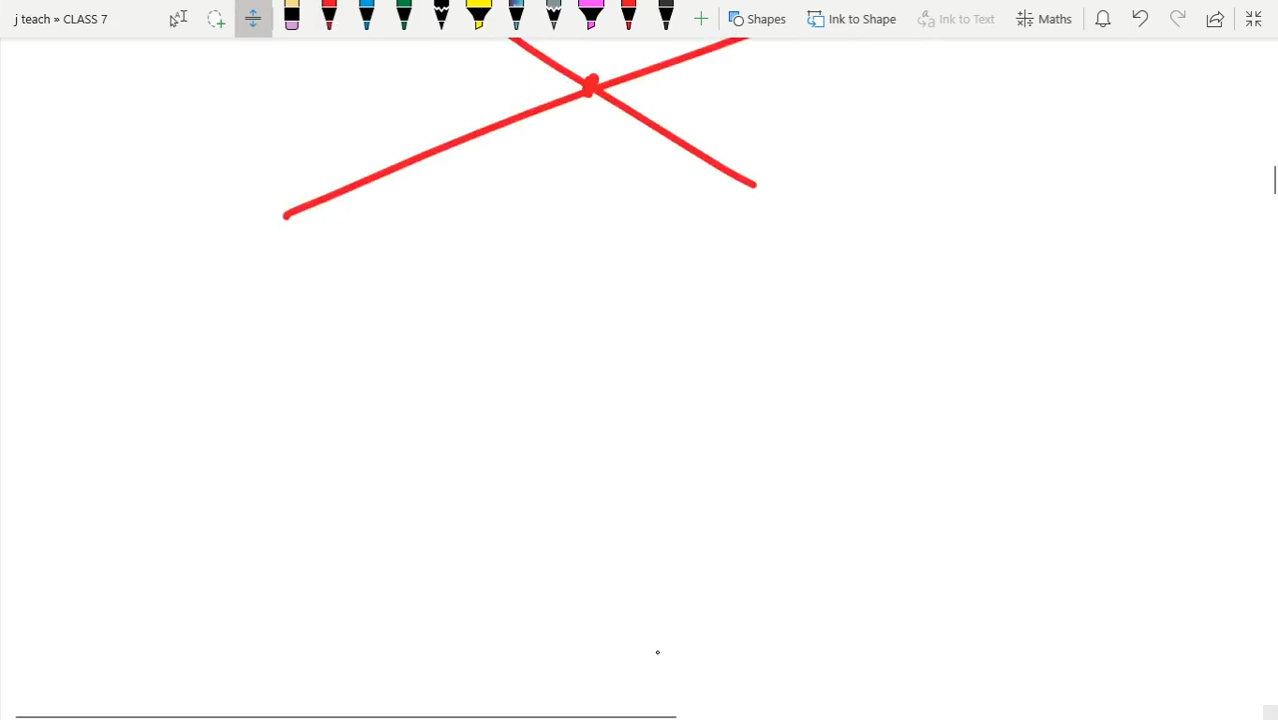 j teach » CLASS 7
Shapes
Ink to Shape
Ink to Text
Maths